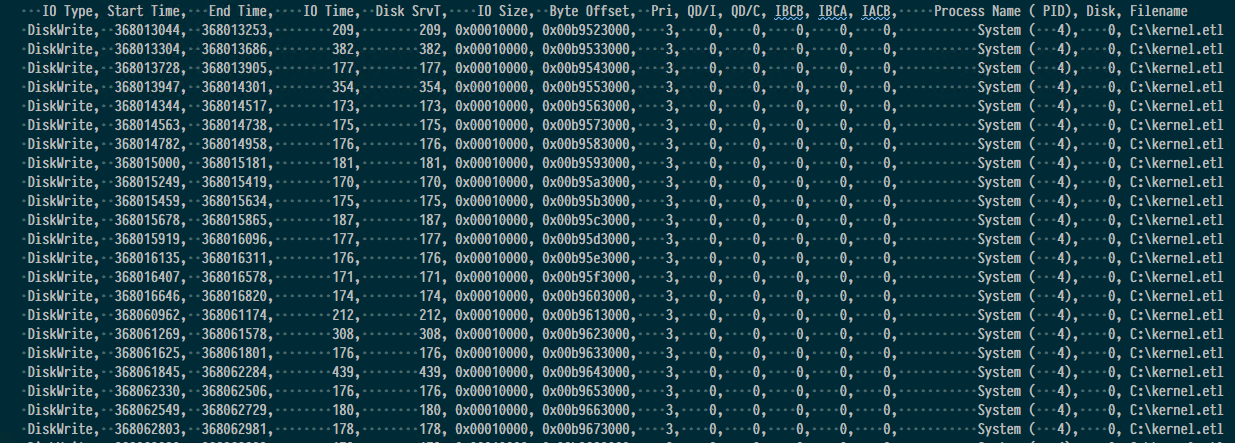 IO Type, Start Time, End Time, IO Time, Disk SrvT, IO Size, Byte Offset, Pri, QD/I, QD/C, IBCB, IBCA, IACB, Process Name ( PID), Disk, Filename
DiskWrite, 368013044, 368013253, 209, 209, 0x00010000, 0x00b9523000, 3, 0, 0, 0, 0, 0, System ( 4), 0, C:\kernel.etl
DiskWrite, 368013304, 368013686, 382, 382, 0x00010000, 0x00b9533000, 3, 0, 0, 0, 0, 0, System ( 4), 0, C:\kernel.etl
DiskWrite, 368013728, 368013905, 177, 177, 0x00010000, 0x00b9543000, 3, 0, 0, 0, 0, 0, System ( 4), 0, C:\kernel.etl
DiskWrite, 368013947, 368014301, 354, 354, 0x00010000, 0x00b9553000, 3, 0, 0, 0, 0, 0, System ( 4), 0, C:\kernel.etl
DiskWrite, 368014344, 368014517, 173, 173, 0x00010000, 0x00b9563000, 3, 0, 0, 0, 0, 0, System ( 4), 0, C:\kernel.etl
DiskWrite, 368014563, 368014738, 175, 175, 0x00010000, 0x00b9573000, 3, 0, 0, 0, 0, 0, System ( 4), 0, C:\kernel.etl
DiskWrite, 368014782, 368014958, 176, 176, 0x00010000, 0x00b9583000, 3, 0, 0, 0, 0, 0, System ( 4), 0, C:\kernel.etl
DiskWrite, 368015000, 368015181, 181, 181, 0x00010000, 0x00b9593000, 3, 0, 0, 0, 0, 0, System ( 4), 0, C:\kernel.etl
DiskWrite, 368015249, 368015419, 170, 170, 0x00010000, 0x00b95a3000, 3, 0, 0, 0, 0, 0, System ( 4), 0, C:\kernel.etl
DiskWrite, 368015459, 368015634, 175, 175, 0x00010000, 0x00b95b3000, 3, 0, 0, 0, 0, 0, System ( 4), 0, C:\kernel.etl
DiskWrite, 368015678, 368015865, 187, 187, 0x00010000, 0x00b95c3000, 3, 0, 0, 0, 0, 0, System ( 4), 0, C:\kernel.etl
DiskWrite, 368015919, 368016096, 177, 177, 0x00010000, 0x00b95d3000, 3, 0, 0, 0, 0, 0, System ( 4), 0, C:\kernel.etl
DiskWrite, 368016135, 368016311, 176, 176, 0x00010000, 0x00b95e3000, 3, 0, 0, 0, 0, 0, System ( 4), 0, C:\kernel.etl
DiskWrite, 368016407, 368016578, 171, 171, 0x00010000, 0x00b95f3000, 3, 0, 0, 0, 0, 0, System ( 4), 0, C:\kernel.etl
DiskWrite, 368016646, 368016820, 174, 174, 0x00010000, 0x00b9603000, 3, 0, 0, 0, 0, 0, System ( 4), 0, C:\kernel.etl
DiskWrite, 368060962, 368061174, 212, 212, 0x00010000, 0x00b9613000, 3, 0, 0, 0, 0, 0, System ( 4), 0, C:\kernel.etl
DiskWrite, 368061269, 368061578, 308, 308, 0x00010000, 0x00b9623000, 3, 0, 0, 0, 0, 0, System ( 4), 0, C:\kernel.etl
DiskWrite, 368061625, 368061801, 176, 176, 0x00010000, 0x00b9633000, 3, 0, 0, 0, 0, 0, System ( 4), 0, C:\kernel.etl
DiskWrite, 368061845, 368062284, 439, 439, 0x00010000, 0x00b9643000, 3, 0, 0, 0, 0, 0, System ( 4), 0, C:\kernel.etl
DiskWrite, 368062330, 368062506, 176, 176, 0x00010000, 0x00b9653000, 3, 0, 0, 0, 0, 0, System ( 4), 0, C:\kernel.etl
DiskWrite, 368062549, 368062729, 180, 180, 0x00010000, 0x00b9663000, 3, 0, 0, 0, 0, 0, System ( 4), 0, C:\kernel.etl
DiskWrite, 368062803, 368062981, 178, 178, 0x00010000, 0x00b9673000, 3, 0, 0, 0, 0, 0, System ( 4), 0, C:\kernel.etl